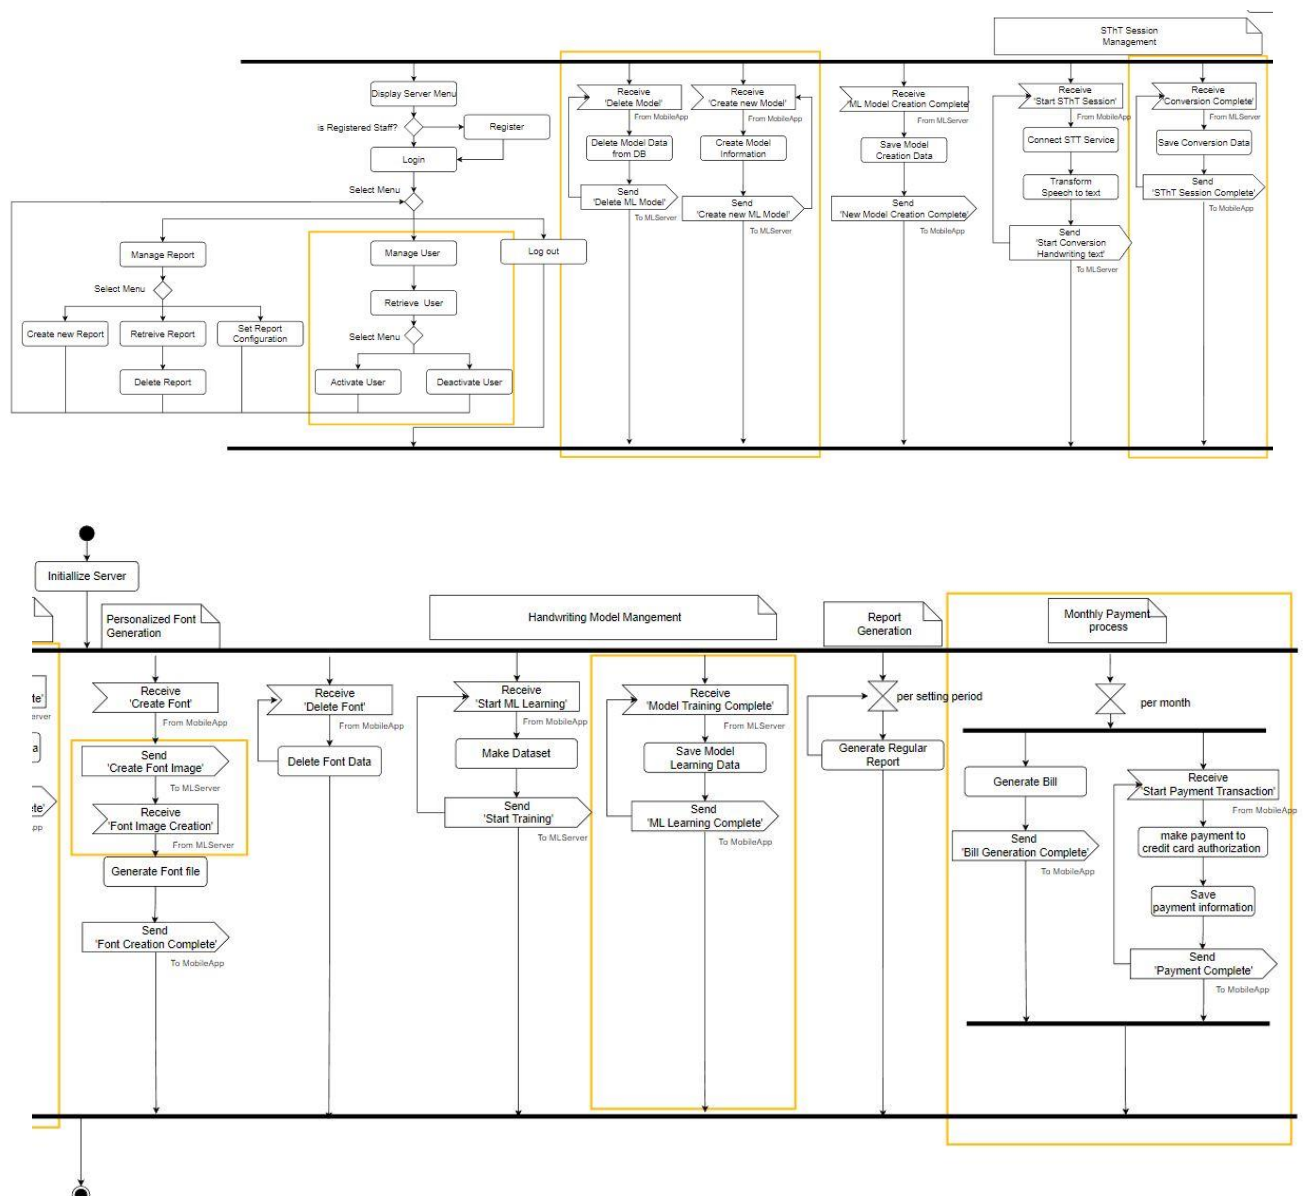 SThT Session
Management
Display Server Menu
is Registered Staff?
Register
Login
Select Menu
Manage Report
Select Menu
Create new Report
Retreive Report
Set Report
Configuration
Delete Report
Manage User
Retrieve User
Select Menu
Activate User
Deactivate User
Log out
Receive
'Delete Model'
From MobileApp
Delete Model Data
from DB
Send
'Delete ML Model'
To MLServer
Receive
'Create new Model'
From MobileApp
Create Model
Information
Send
'Create new ML Model'
To MLServer
Receive
'ML Model Creation Complete'
From MLServer
Save Model
Creation Data
Send
'New Model Creation Complete'
To MobileApp
Receive
'Start SThT Session'
From MobileApp
Connect STT Service
Transform
Speech to text
Send
'Start Conversion
Handwriting text'
To MLServer
Receive
'Conversion Complete'
From MLServer
Save Conversion Data
Send
'SThT Session Complete'
To MobileApp
Initiallize Server
te'
erver
a
ete'
pp
Personalized Font
Generation
Receive
'Create Font'
From MobileApp
Send
'Create Font Image'
To MLServer
Receive
'Font Image Creation'
From MLServer
Generate Font file
Send
'Font Creation Complete'
To MobileApp
Receive
'Delete Font'
From MobileApp
Delete Font Data
Handwriting Model Mangement
Receive
'Start ML Learning'
From MobileApp
Make Dataset
Send
'Start Training'
To MLServer
Receive
'Model Training Complete'
From MLServer
Save Model
Learning Data
Send
'ML Learning Complete'
To MobileApp
Report
Generation
per setting period
Generate Regular
Report
Monthly Payment
process
per month
Generate Bill
Send
'Bill Generation Complete'
To MobileApp
Receive
'Start Payment Transaction'
From MobileApp
make payment to
credit card authorization
Save
payment information
Send
'Payment Complete'
To MobileApp